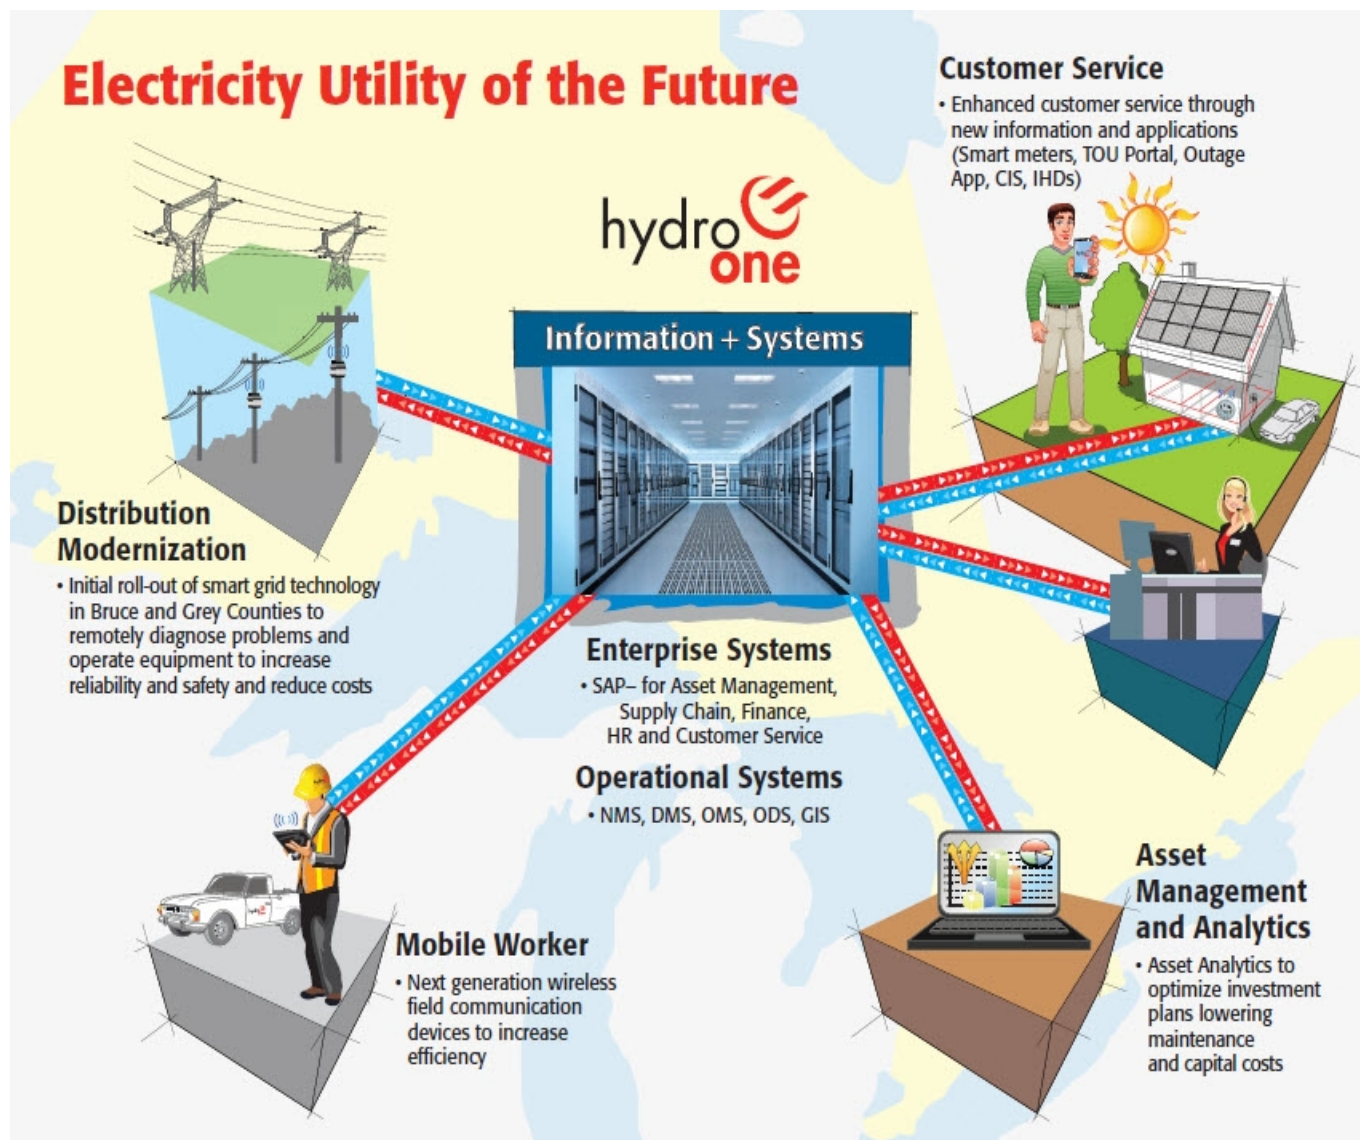 Electricity Utility of the Future
hydro
one
Customer Service
• Enhanced customer service through
new information and applications
(Smart meters, TOU Portal, Outage
App, CIS, IHDs)
Information + Systems
Distribution
Modernization
• Initial roll-out of smart grid technology
in Bruce and Grey Counties to
remotely diagnose problems and
operate equipment to increase
reliability and safety and reduce costs
Enterprise Systems
• SAP– for Asset Management,
Supply Chain, Finance,
HR and Customer Service
Operational Systems
• NMS, DMS, OMS, ODS, GIS
Mobile Worker
• Next generation wireless
field communication
devices to increase
efficiency
Asset
Management
and Analytics
• Asset Analytics to
optimize investment
plans lowering
maintenance
and capital costs
hydro
one